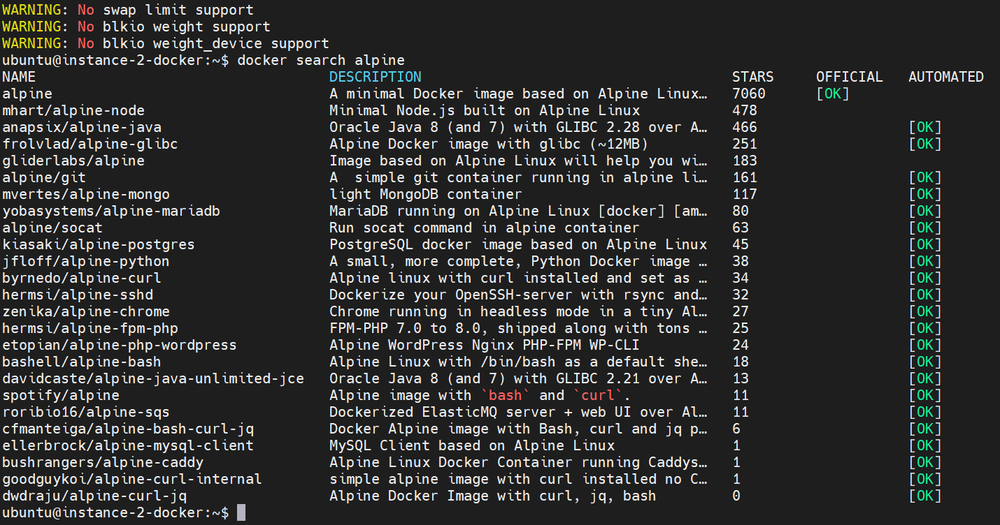 WARNING: No swap limit support
WARNING: No blkio weight support
WARNING: No blkio weight_device support
ubuntu@instance-2-docker:~$ docker search alpine
NAME DESCRIPTION STARS OFFICIAL AUTOMATED
alpine A minimal Docker image based on Alpine Linux… 7060 [OK]
mhart/alpine-node Minimal Node.js built on Alpine Linux 478
anapsix/alpine-java Oracle Java 8 (and 7) with GLIBC 2.28 over A… 466 [OK]
frolvlad/alpine-glibc Alpine Docker image with glibc (~12MB) 251 [OK]
gliderlabs/alpine Image based on Alpine Linux will help you wi… 183
alpine/git A  simple git container running in alpine li… 161 [OK]
mvertes/alpine-mongo light MongoDB container 117 [OK]
yobasystems/alpine-mariadb MariaDB running on Alpine Linux [docker] [am… 80 [OK]
alpine/socat Run socat command in alpine container 63 [OK]
kiasaki/alpine-postgres PostgreSQL docker image based on Alpine Linux 45 [OK]
jfloff/alpine-python A small, more complete, Python Docker image … 38 [OK]
byrnedo/alpine-curl Alpine linux with curl installed and set as … 34 [OK]
hermsi/alpine-sshd Dockerize your OpenSSH-server with rsync and… 32 [OK]
zenika/alpine-chrome Chrome running in headless mode in a tiny Al… 27 [OK]
hermsi/alpine-fpm-php FPM-PHP 7.0 to 8.0, shipped along with tons … 25 [OK]
etopian/alpine-php-wordpress Alpine WordPress Nginx PHP-FPM WP-CLI 24 [OK]
bashell/alpine-bash Alpine Linux with /bin/bash as a default she… 18 [OK]
davidcaste/alpine-java-unlimited-jce Oracle Java 8 (and 7) with GLIBC 2.21 over A… 13 [OK]
spotify/alpine Alpine image with `bash` and `curl`. 11 [OK]
roribio16/alpine-sqs Dockerized ElasticMQ server + web UI over Al… 11 [OK]
cfmanteiga/alpine-bash-curl-jq Docker Alpine image with Bash, curl and jq p… 6 [OK]
ellerbrock/alpine-mysql-client MySQL Client based on Alpine Linux 1 [OK]
bushrangers/alpine-caddy Alpine Linux Docker Container running Caddys… 1 [OK]
goodguykoi/alpine-curl-internal simple alpine image with curl installed no C… 1 [OK]
dwdraju/alpine-curl-jq Alpine Docker Image with curl, jq, bash 0 [OK]
ubuntu@instance-2-docker:~$